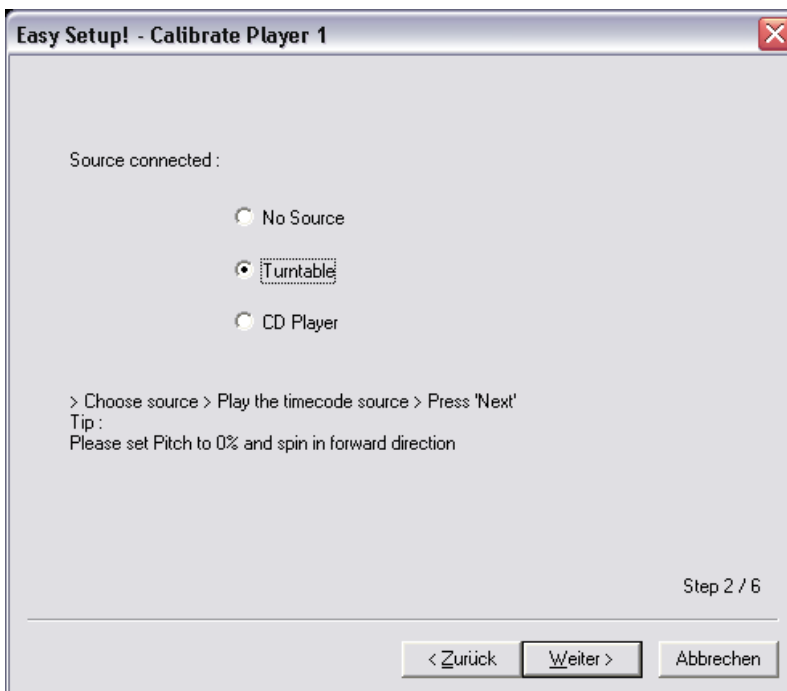 Easy Setup! - Calibrate Player 1
Source connected :
No Source
Turntable
CD Player
> Choose source > Play the timecode source > Press 'Next'
Tip :
Please set Pitch to 0% and spin in forward direction
Step 2 / 6
< Zurück
Weiter >
Abbrechen